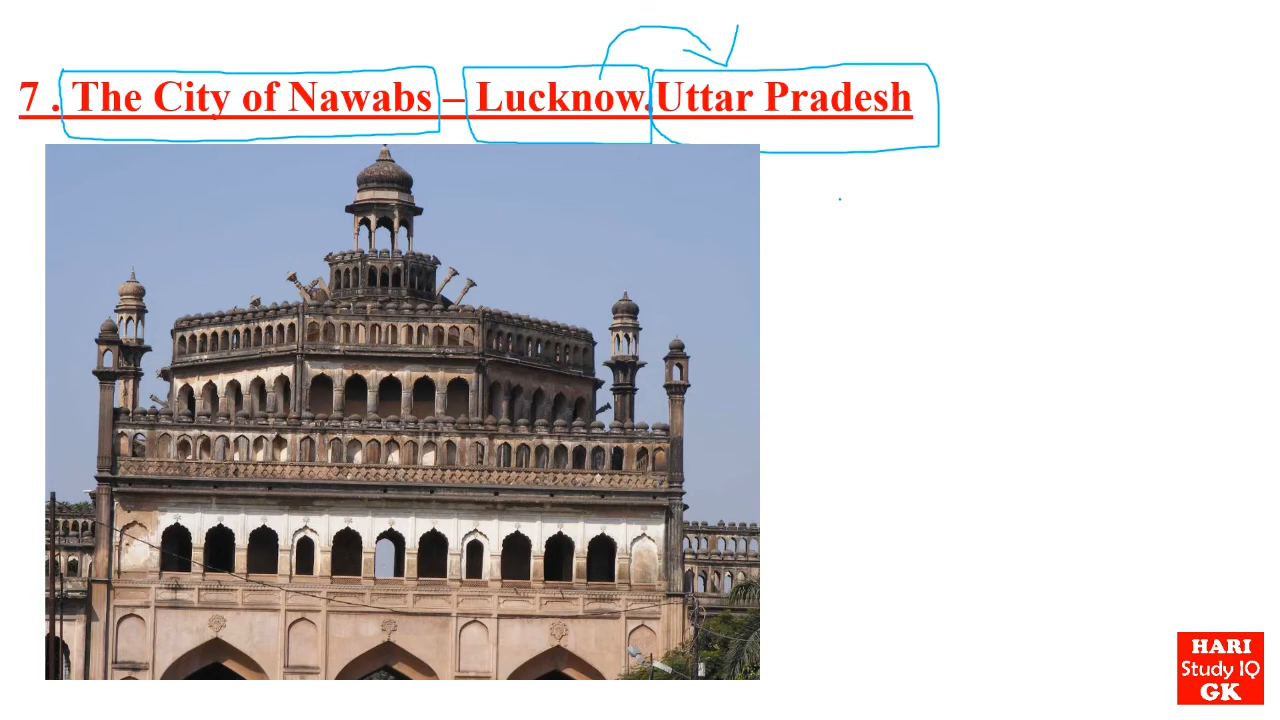 7 . The City of Nawabs – Lucknow.Uttar Pradesh
HARI
Study IQ
GK